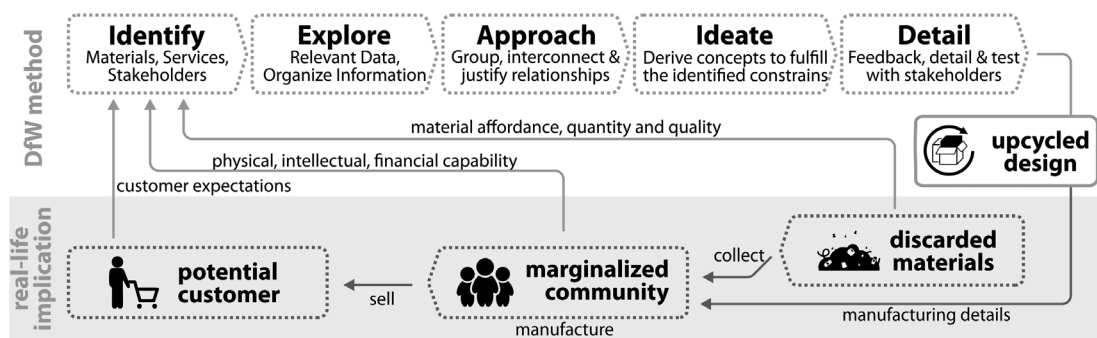 DfW method
Identify
Materials, Services,
Stakeholders
Explore
Relevant Data,
Organize Information
Approach
Group, interconnect &
justify relationships
Ideate
Derive concepts to fulfill
the identified constrains
Detail
Feedback, detail & test
with stakeholders
material affordance, quantity and quality
physical, intellectual, financial capability
customer expectations
upcycled
design
real-life
implication
potential
customer
sell
marginalized
community
manufacture
collect
discarded
materials
manufacturing details